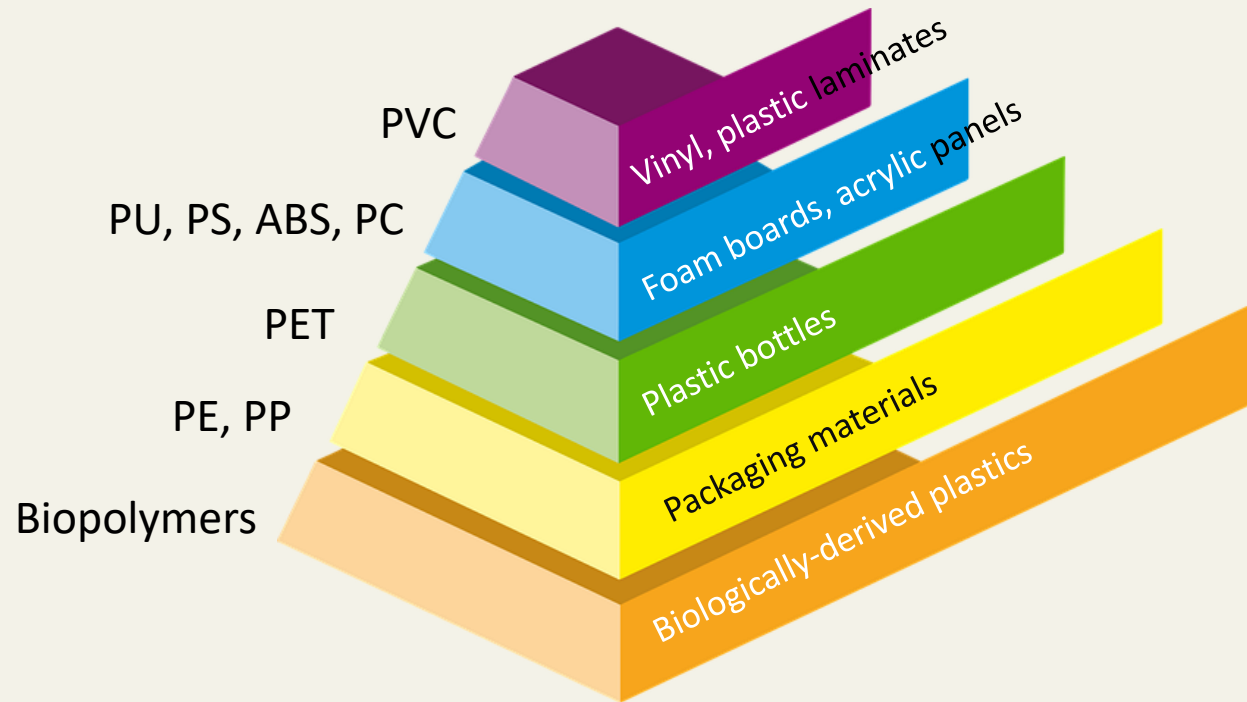 PVC
Vinyl, plastic laminates
PU, PS, ABS, PC
Foam boards, acrylic panels
PET
Plastic bottles
PE, PP
Packaging materials
Biopolymers
Biologically-derived plastics